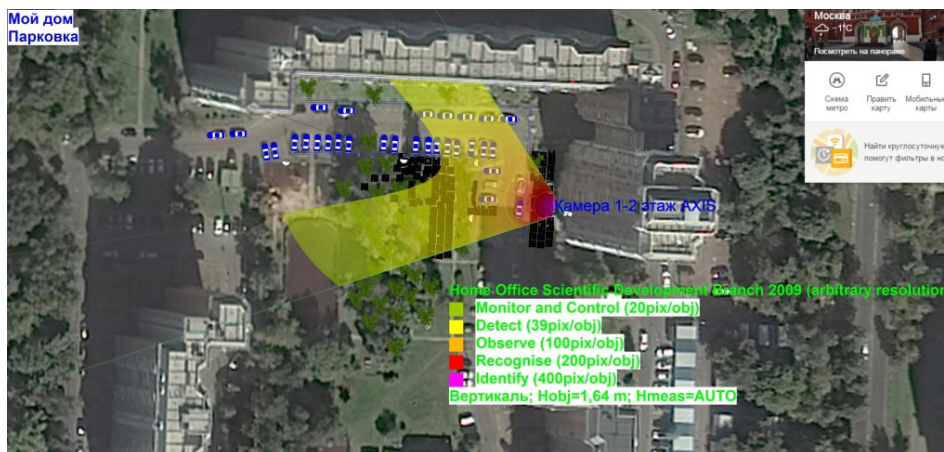 Мой дом
Парковка
Москва
-1°C
Посмотреть на панораме
Схема метро
Править карту
Мобильные карты
Найти круглосуточную
помогут фильтры в но
Камера 1-2 этаж AXIS
Home Office Scientific Development Branch 2009 (arbitrary resolution
Monitor and Control (20pix/obj)
Detect (39pix/obj)
Observe (100pix/obj)
Recognise (200pix/obj)
Identify (400pix/obj)
Вертикаль; Hobj=1,64 m; Hmeas=AUTO